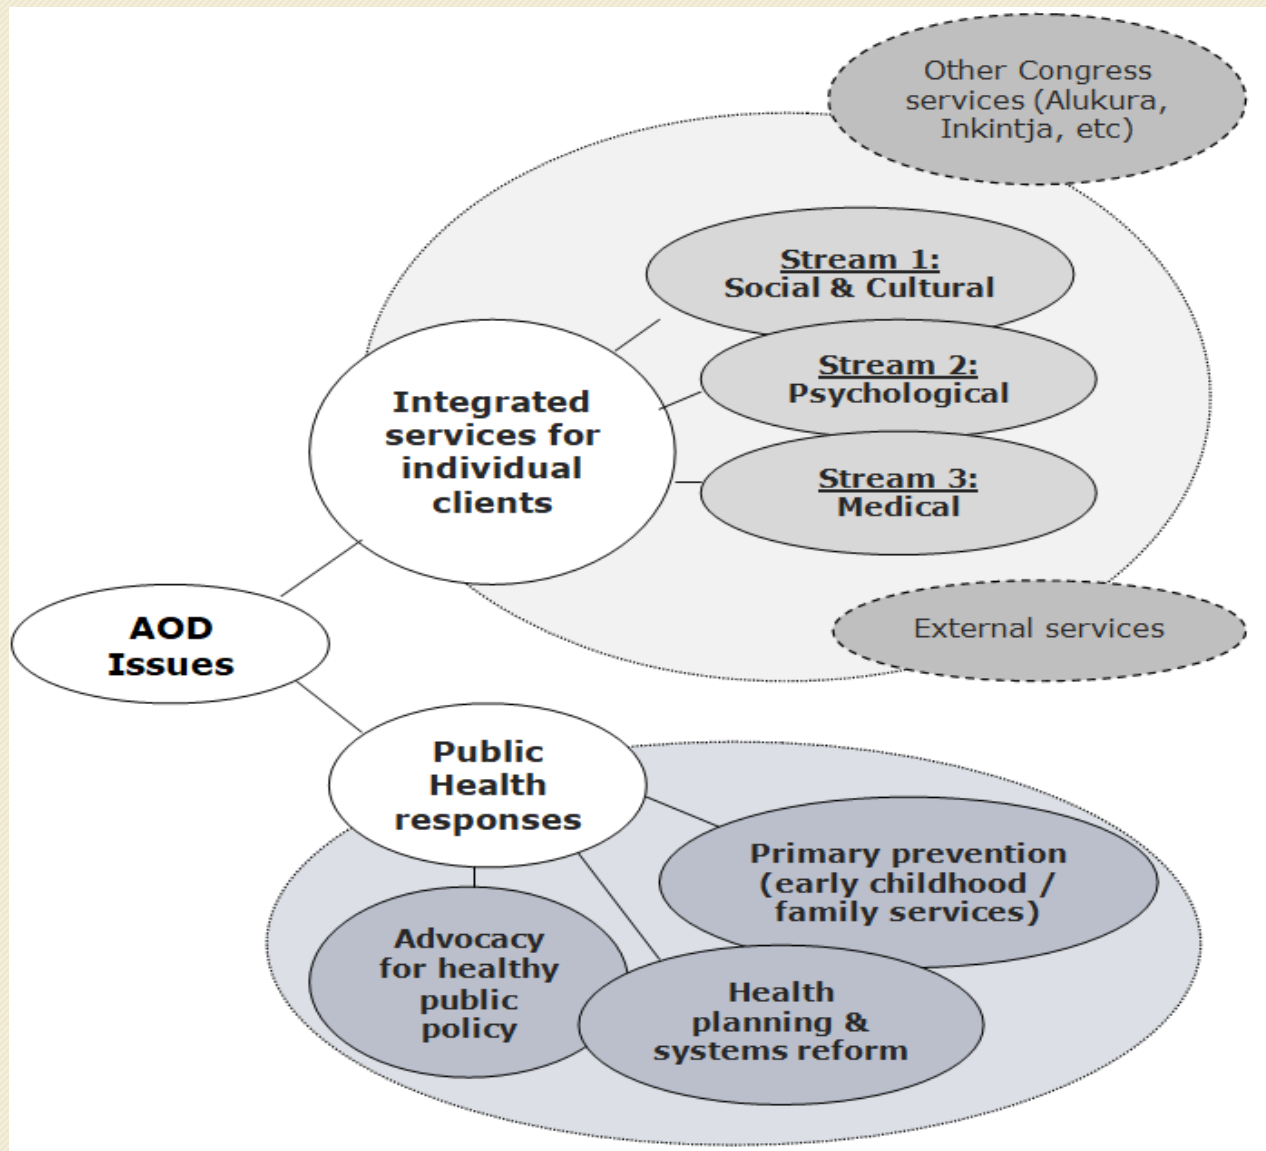 Other Congress
services (Alukura,
Inkintja, etc)
Stream 1:
Social & Cultural
Stream 2:
Psychological
Stream 3:
Medical
Integrated
services for
individual
clients
External services
AOD
Issues
Public
Health
responses
Primary prevention
(early childhood /
family services)
Advocacy
for healthy
public
policy
Health
planning &
systems reform